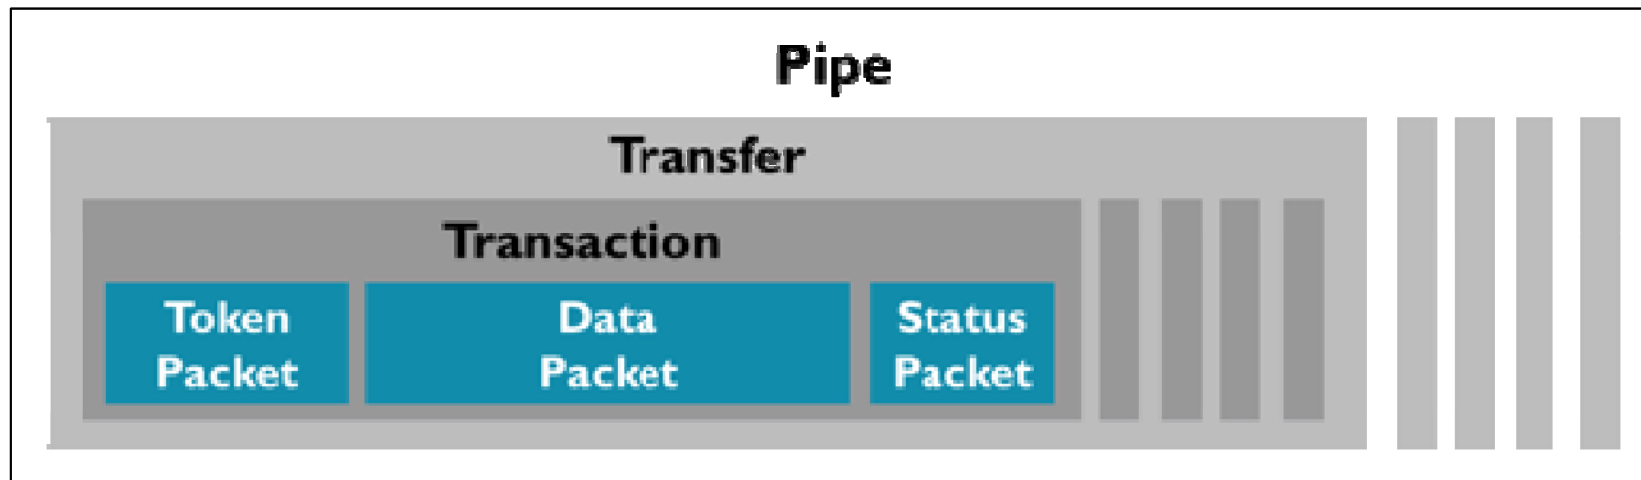 Pipe
Transfer
Transaction
Token
Packet
Data
Packet
Status
Packet